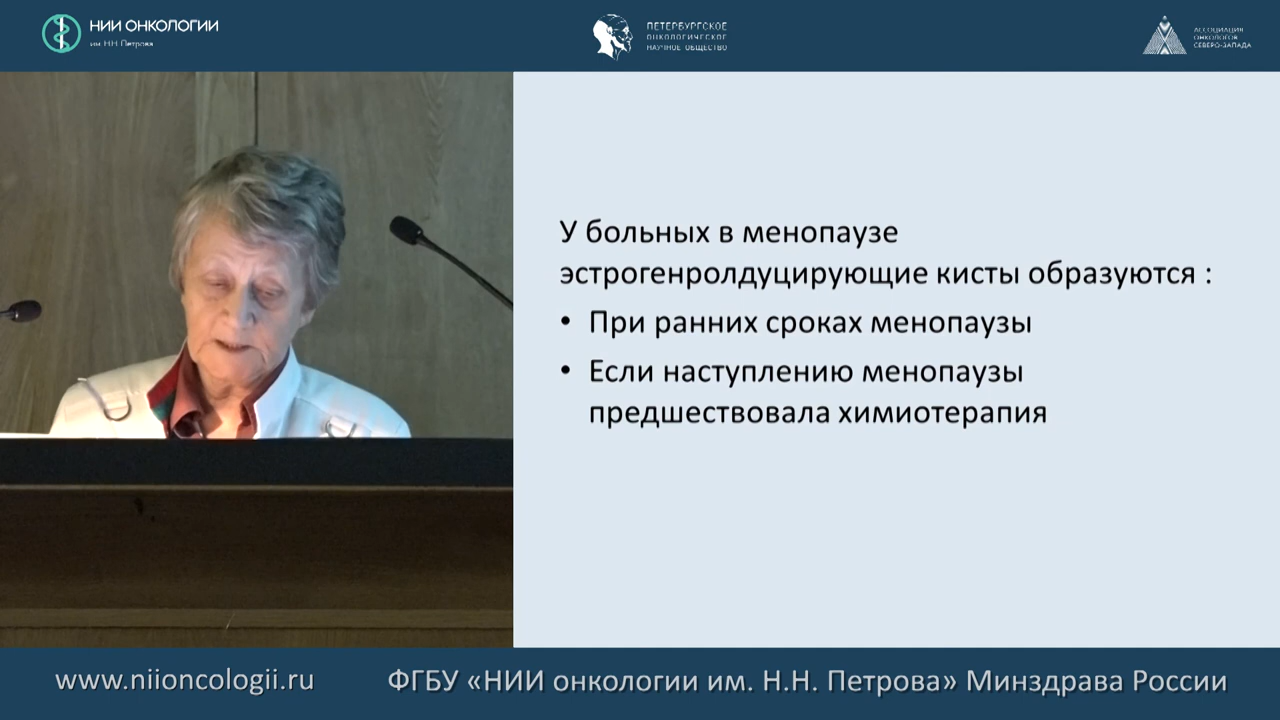 НИИ ОНКОЛОГИИ
им. Н.Н. Петрова
ПЕТЕРБУРГСКОЕ
ОНКОЛОГИЧЕСКОЕ
НАУЧНОЕ ОБЩЕСТВО
АССОЦИАЦИЯ
ОНКОЛОГОВ
СЕВЕРО-ЗАПАДА
У больных в менопаузе
эстрогенролдуцирующие кисты образуются :
• При ранних сроках менопаузы
• Если наступлению менопаузы
предшествовала химиотерапия
www.niioncologii.ru
ФГБУ «НИИ онкологии им. Н.Н. Петрова» Минздрава России